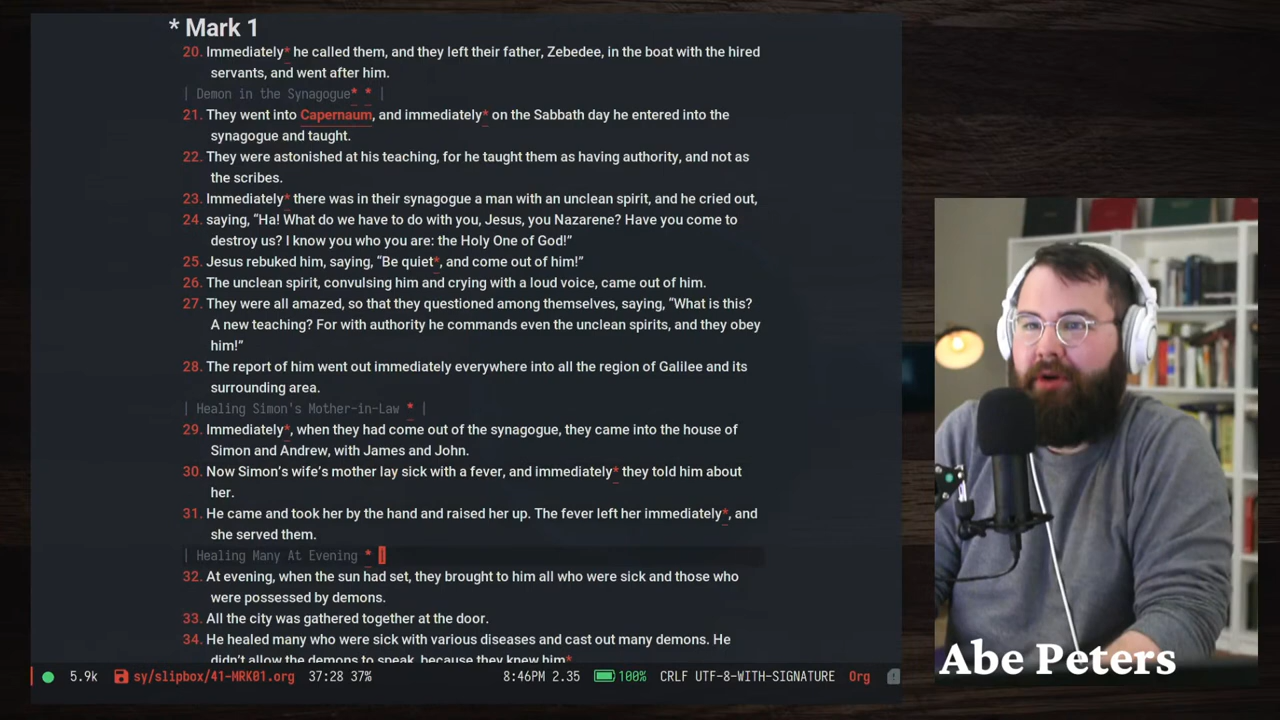 * Mark 1
20. Immediately* he called them, and they left their father, Zebedee, in the boat with the hired
servants, and went after him.
| Demon in the Synagogue* * |
21. They went into Capernaum, and immediately* on the Sabbath day he entered into the
synagogue and taught.
22. They were astonished at his teaching, for he taught them as having authority, and not as
the scribes.
23. Immediately* there was in their synagogue a man with an unclean spirit, and he cried out,
24. saying, “Ha! What do we have to do with you, Jesus, you Nazarene? Have you come to
destroy us? I know you who you are: the Holy One of God!”
25. Jesus rebuked him, saying, “Be quiet*, and come out of him!”
26. The unclean spirit, convulsing him and crying with a loud voice, came out of him.
27. They were all amazed, so that they questioned among themselves, saying, “What is this?
A new teaching? For with authority he commands even the unclean spirits, and they obey
him!”
28. The report of him went out immediately everywhere into all the region of Galilee and its
surrounding area.
| Healing Simon's Mother-in-Law * |
29. Immediately*, when they had come out of the synagogue, they came into the house of
Simon and Andrew, with James and John.
30. Now Simon’s wife’s mother lay sick with a fever, and immediately* they told him about
her.
31. He came and took her by the hand and raised her up. The fever left her immediately*, and
she served them.
| Healing Many At Evening * |
32. At evening, when the sun had set, they brought to him all who were sick and those who
were possessed by demons.
33. All the city was gathered together at the door.
34. He healed many who were sick with various diseases and cast out many demons. He
didn’t allow the demons to speak, because they knew him*
5.9k sy/slipbox/41-MRK01.org 37:28 37% 8:46PM 2.35 100% CRLF UTF-8-WITH-SIGNATURE Org
Abe Peters